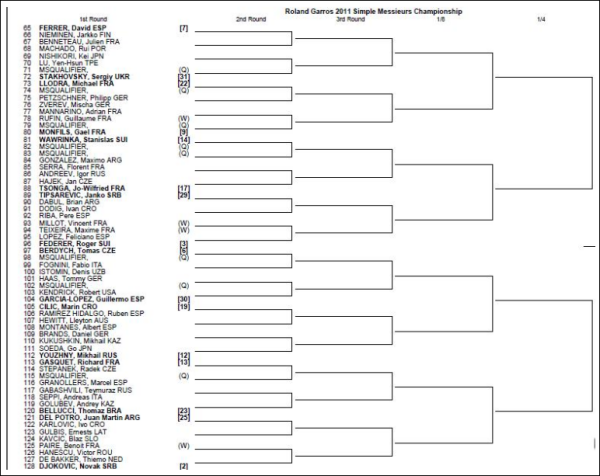 Roland Garros 2011 Simple Messieurs Championship
1st Round 2nd Round 3rd Round 1/8 1/4
65 FERRER, David ESP [7]
66 NIEMINEN, Jarkko FIN
67 BENNETEAU, Julien FRA
68 MACHADO, Rui POR
69 NISHIKORI, Kei JPN
70 LU, Yen-Hsun TPE
71 MSQUALIFIER, (Q)
72 STAKHOVSKY, Sergiy UKR [31]
73 LLODRA, Michael FRA [22]
74 MSQUALIFIER, (Q)
75 PETZSCHNER, Philipp GER
76 ZVEREV, Mischa GER
77 MANNARINO, Adrian FRA
78 RUFIN, Guillaume FRA (W)
79 MSQUALIFIER, (Q)
80 MONFILS, Gael FRA [9]
81 WAWRINKA, Stanislas SUI [14]
82 MSQUALIFIER, (Q)
83 MSQUALIFIER, (Q)
84 GONZALEZ, Maximo ARG
85 SERRA, Florent FRA
86 ANDREEV, Igor RUS
87 HAJEK, Jan CZE
88 TSONGA, Jo-Wilfried FRA [17]
89 TIPSAREVIC, Janko SRB [29]
90 DABUL, Brian ARG
91 DODIG, Ivan CRO
92 RIBA, Pere ESP
93 MILLOT, Vincent FRA (W)
94 TEIXEIRA, Maxime FRA (W)
95 LOPEZ, Feliciano ESP
96 FEDERER, Roger SUI [3]
97 BERDYCH, Tomas CZE [6]
98 MSQUALIFIER, (Q)
99 FOGNINI, Fabio ITA
100 ISTOMIN, Denis UZB
101 HAAS, Tommy GER
102 MSQUALIFIER, (Q)
103 KENDRICK, Robert USA
104 GARCIA-LOPEZ, Guillermo ESP [30]
105 CILIC, Marin CRO [19]
106 RAMIREZ HIDALGO, Ruben ESP
107 HEWITT, Lleyton AUS
108 MONTANES, Albert ESP
109 BRANDS, Daniel GER
110 KUKUSHKIN, Mikhail KAZ
111 SOEDA, Go JPN
112 YOUZHNY, Mikhail RUS [12]
113 GASQUET, Richard FRA [13]
114 STEPANEK, Radek CZE
115 MSQUALIFIER, (Q)
116 GRANOLLERS, Marcel ESP
117 GABASHVILI, Teymuraz RUS
118 SEPPI, Andreas ITA
119 GOLUBEV, Andrey KAZ
120 BELLUCCI, Thomaz BRA [23]
121 DEL POTRO, Juan Martin ARG [25]
122 KARLOVIC, Ivo CRO
123 GULBIS, Ernests LAT
124 KAVCIC, Blaz SLO
125 PAIRE, Benoit FRA (W)
126 HANESCU, Victor ROU
127 DE BAKKER, Thiemo NED
128 DJOKOVIC, Novak SRB [2]